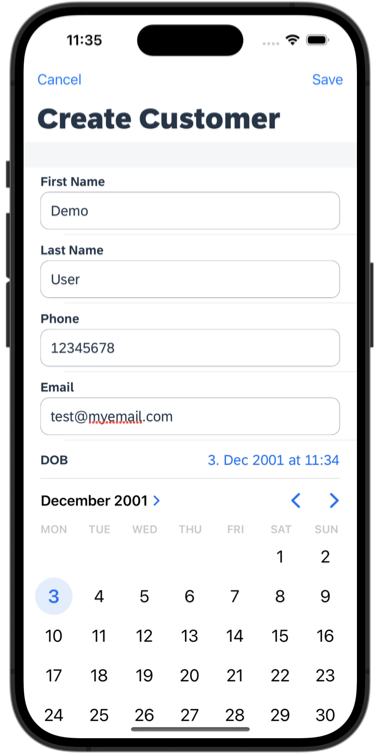 11:35
Cancel Save
Create Customer
First Name
Demo
Last Name
User
Phone
12345678
Email
test@myemail.com
DOB 3. Dec 2001 at 11:34
December 2001
MON TUE WED THU FRI SAT SUN
1 2
3 4 5 6 7 8 9
10 11 12 13 14 15 16
17 18 19 20 21 22 23
24 25 26 27 28 29 30